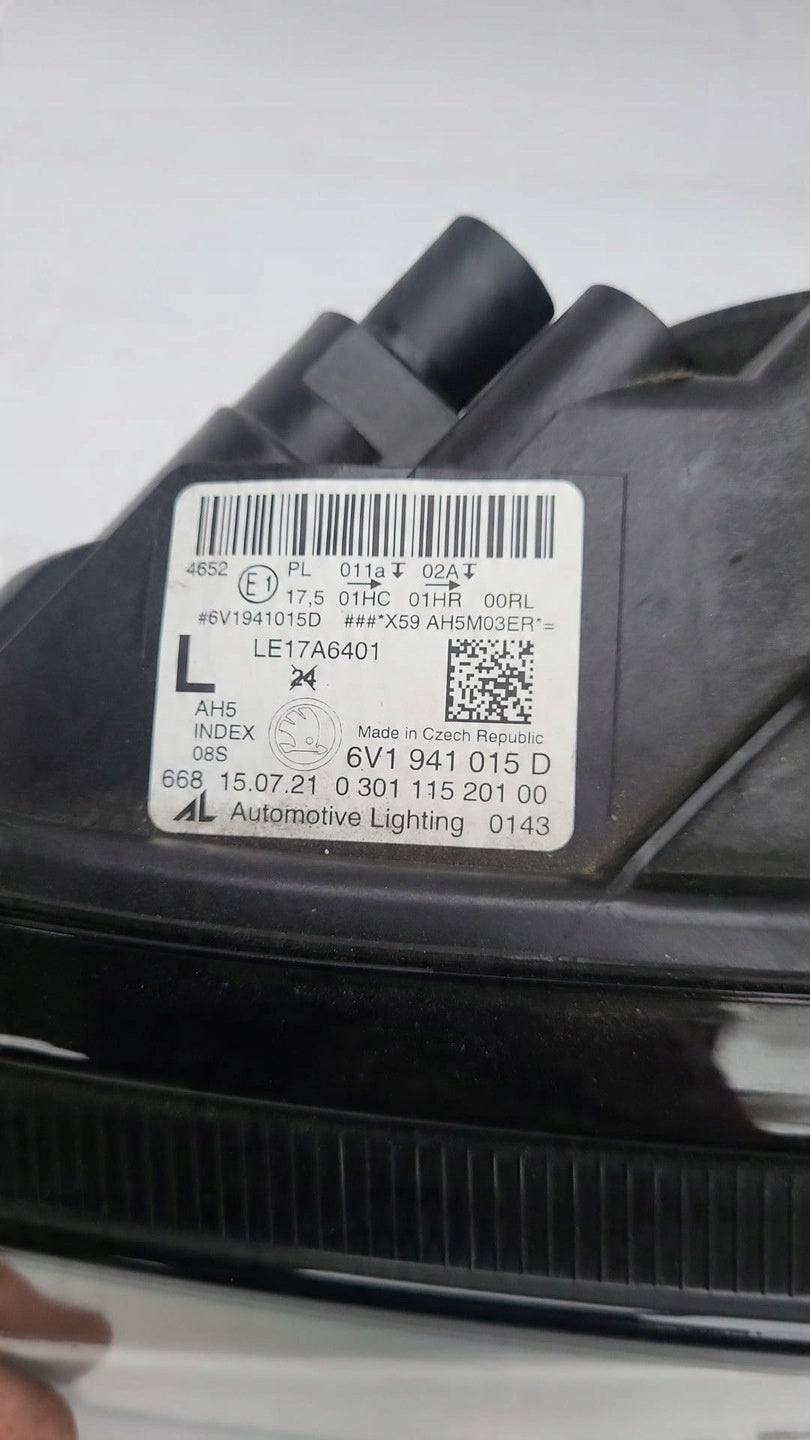 4652 E1 PL 011a 02A
17,5 01HC 01HR 00RL
#6V1941015D ###*X59 AH5M03ER*=
L LE17A6401
24
AH5
INDEX
08S
Made in Czech Republic
6V1 941 015 D
668 15.07.21 0 301 115 201 00
AL Automotive Lighting 0143